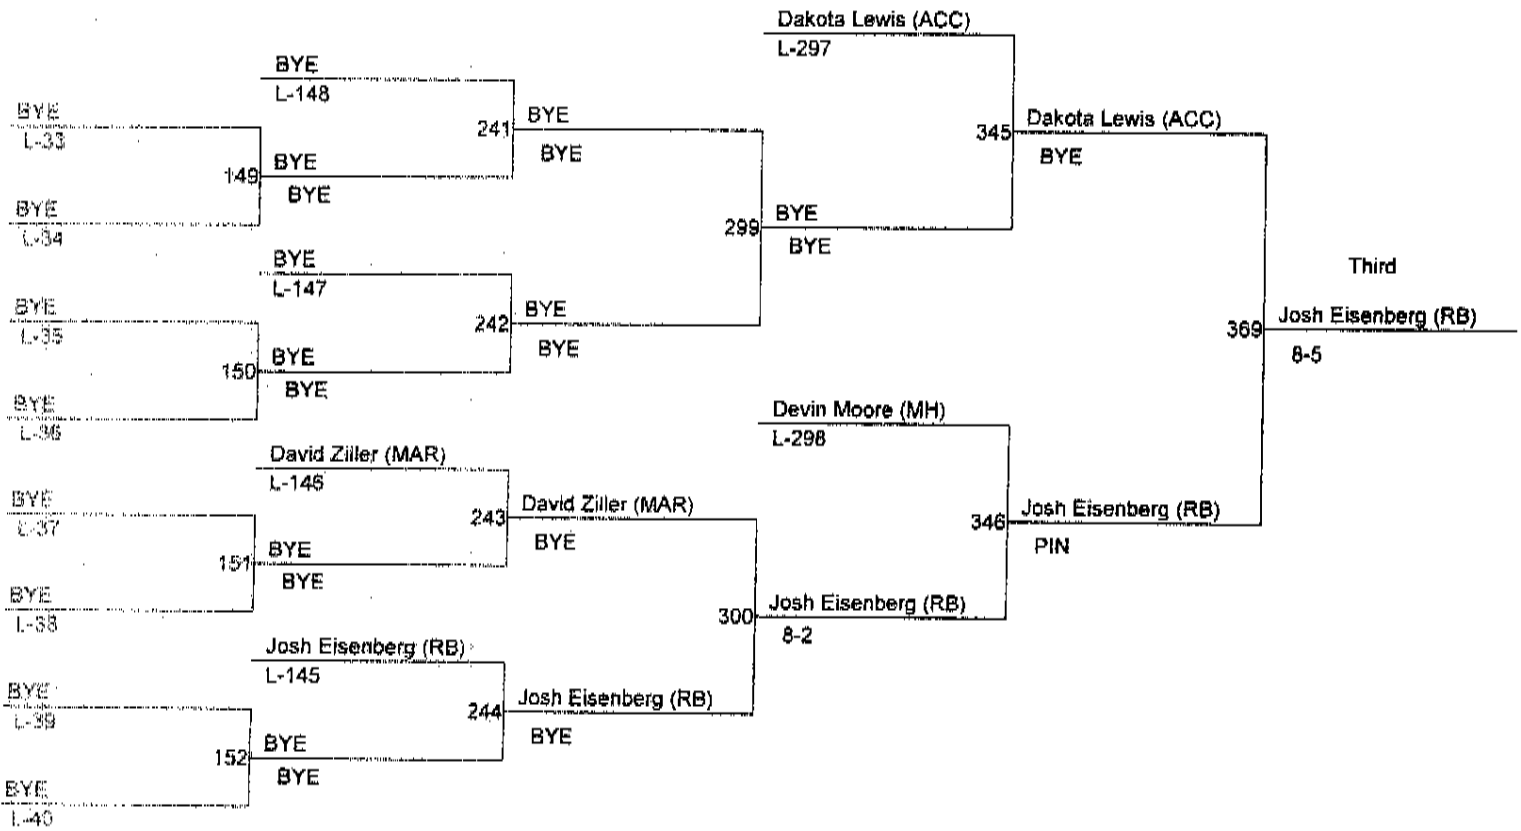 BYE
L-33
BYE
L-34
BYE
L-35
BYE
L-36
BYE
L-37
BYE
L-38
BYE
L-39
BYE
L-40
BYE
L-148
149
BYE
BYE
BYE
L-147
150
BYE
BYE
David Ziller (MAR)
L-146
151
BYE
BYE
Josh Eisenberg (RB)
L-145
152
BYE
BYE
241
BYE
BYE
242
BYE
BYE
243
David Ziller (MAR)
BYE
244
Josh Eisenberg (RB)
BYE
Dakota Lewis (ACC)
L-297
299
BYE
BYE
Devin Moore (MH)
L-298
300
Josh Eisenberg (RB)
8-2
345
Dakota Lewis (ACC)
BYE
346
Josh Eisenberg (RB)
PIN
Third
369
Josh Eisenberg (RB)
8-5